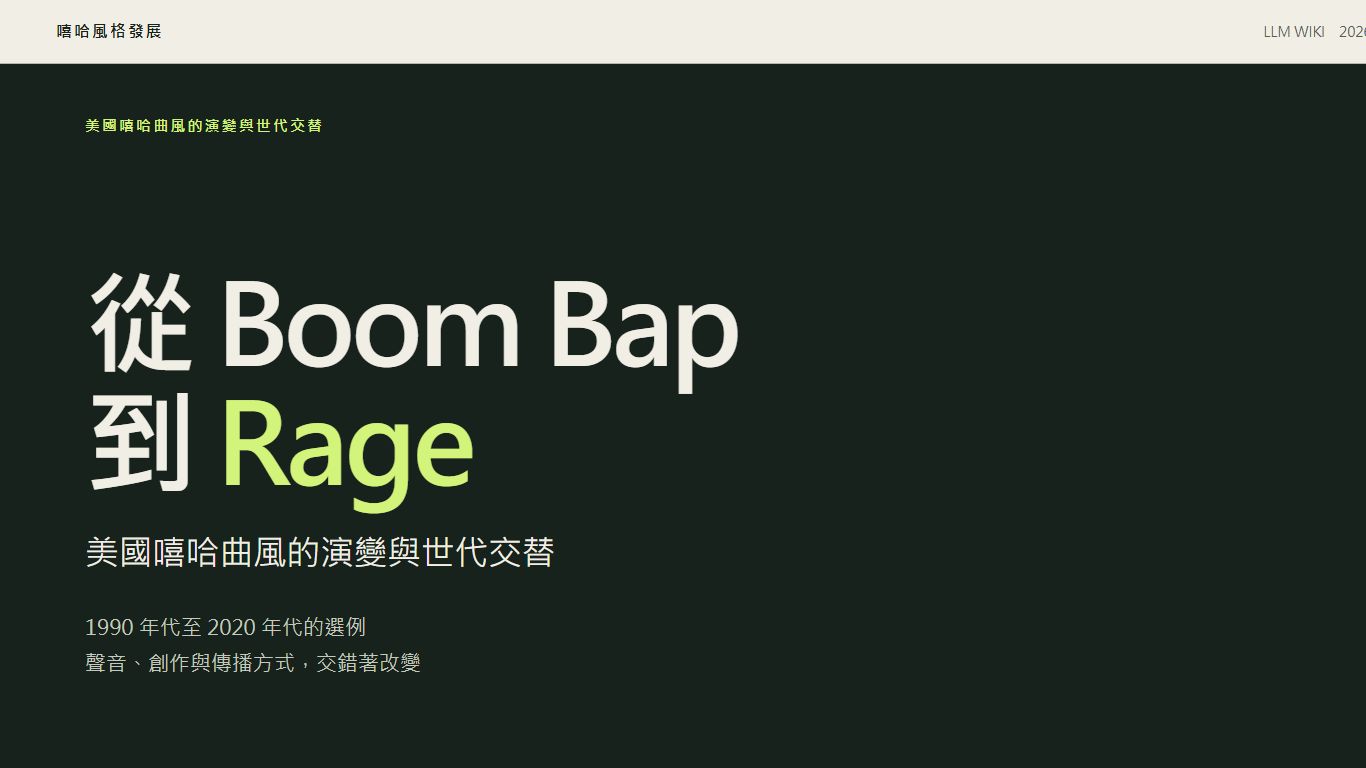 嘻哈風格發展
LLM WIKI 202
美國嘻哈曲風的演變與世代交替
從 Boom Bap
到 Rage
美國嘻哈曲風的演變與世代交替
1990 年代至 2020 年代的選例
聲音、創作與傳播方式，交錯著改變